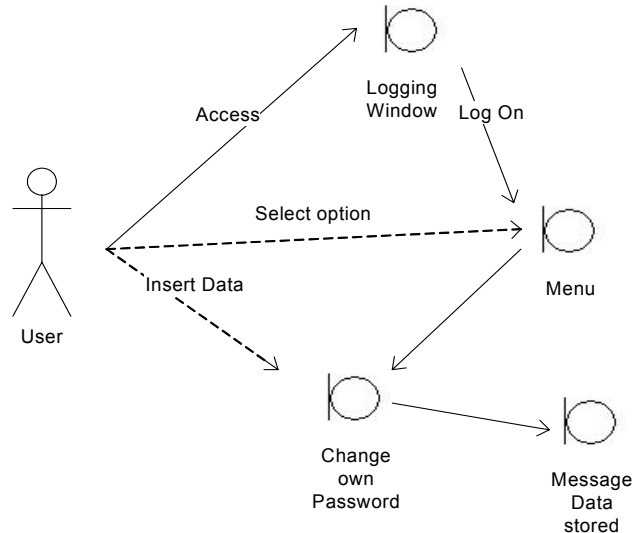 Logging
Window
Access
Log On
Select option
Insert Data
Menu
User
Change
own
Password
Message
Data
stored